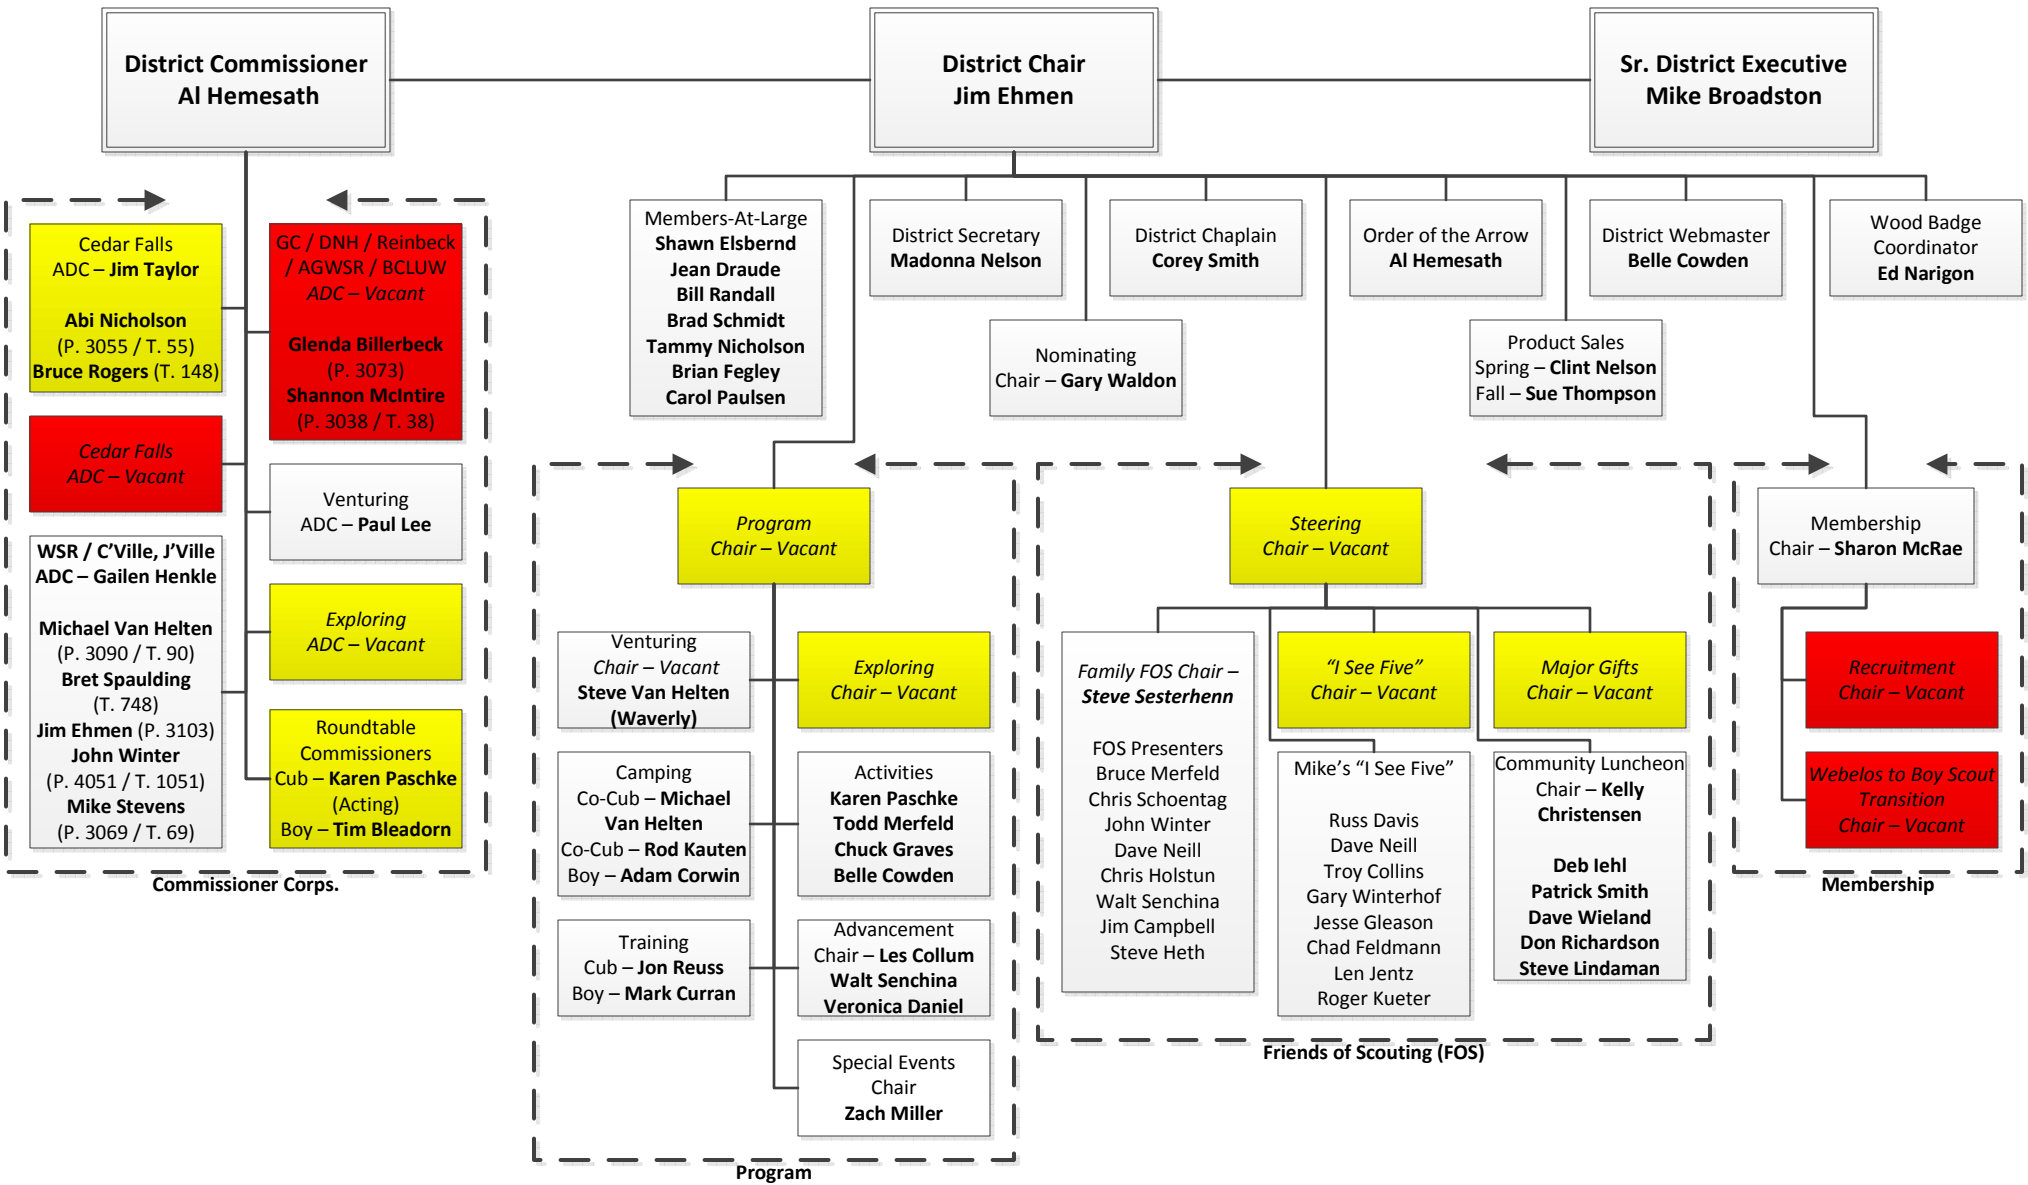 District Commissioner
Al Hemesath
District Chair
Jim Ehmen
Sr. District Executive
Mike Broadston
Cedar Falls
ADC – Jim Taylor
Abi Nicholson
(P. 3055 / T. 55)
Bruce Rogers (T. 148)
GC / DNH / Reinbeck
/ AGWSR / BCLUW
ADC – Vacant
Glenda Billerbeck
(P. 3073)
Shannon McIntire
(P. 3038 / T. 38)
Cedar Falls
ADC – Vacant
Venturing
ADC – Paul Lee
WSR / C'Ville, J'Ville
ADC – Gailen Henkle
Michael Van Helten
(P. 3090 / T. 90)
Bret Spaulding
(T. 748)
Jim Ehmen (P. 3103)
John Winter
(P. 4051 / T. 1051)
Mike Stevens
(P. 3069 / T. 69)
Exploring
ADC – Vacant
Roundtable
Commissioners
Cub – Karen Paschke
(Acting)
Boy – Tim Bleadorn
Commissioner Corps.
Members-At-Large
Shawn Elsbernd
Jean Draude
Bill Randall
Brad Schmidt
Tammy Nicholson
Brian Fegley
Carol Paulsen
District Secretary
Madonna Nelson
District Chaplain
Corey Smith
Order of the Arrow
Al Hemesath
District Webmaster
Belle Cowden
Wood Badge
Coordinator
Ed Narigon
Nominating
Chair – Gary Waldon
Product Sales
Spring – Clint Nelson
Fall – Sue Thompson
Program
Chair – Vacant
Venturing
Chair – Vacant
Steve Van Helten
(Waverly)
Exploring
Chair – Vacant
Camping
Co-Cub – Michael
Van Helten
Co-Cub – Rod Kauten
Boy – Adam Corwin
Activities
Karen Paschke
Todd Merfeld
Chuck Graves
Belle Cowden
Training
Cub – Jon Reuss
Boy – Mark Curran
Advancement
Chair – Les Collum
Walt Senchina
Veronica Daniel
Special Events
Chair
Zach Miller
Program
Steering
Chair – Vacant
Family FOS Chair –
Steve Sesterhenn
FOS Presenters
Bruce Merfeld
Chris Schoentag
John Winter
Dave Neill
Chris Holstun
Walt Senchina
Jim Campbell
Steve Heth
"I See Five"
Chair – Vacant
Major Gifts
Chair – Vacant
Mike's "I See Five"
Russ Davis
Dave Neill
Troy Collins
Gary Winterhof
Jesse Gleason
Chad Feldmann
Len Jentz
Roger Kueter
Community Luncheon
Chair – Kelly
Christensen
Deb Iehl
Patrick Smith
Dave Wieland
Don Richardson
Steve Lindaman
Friends of Scouting (FOS)
Membership
Chair – Sharon McRae
Recruitment
Chair – Vacant
Webelos to Boy Scout
Transition
Chair – Vacant
Membership